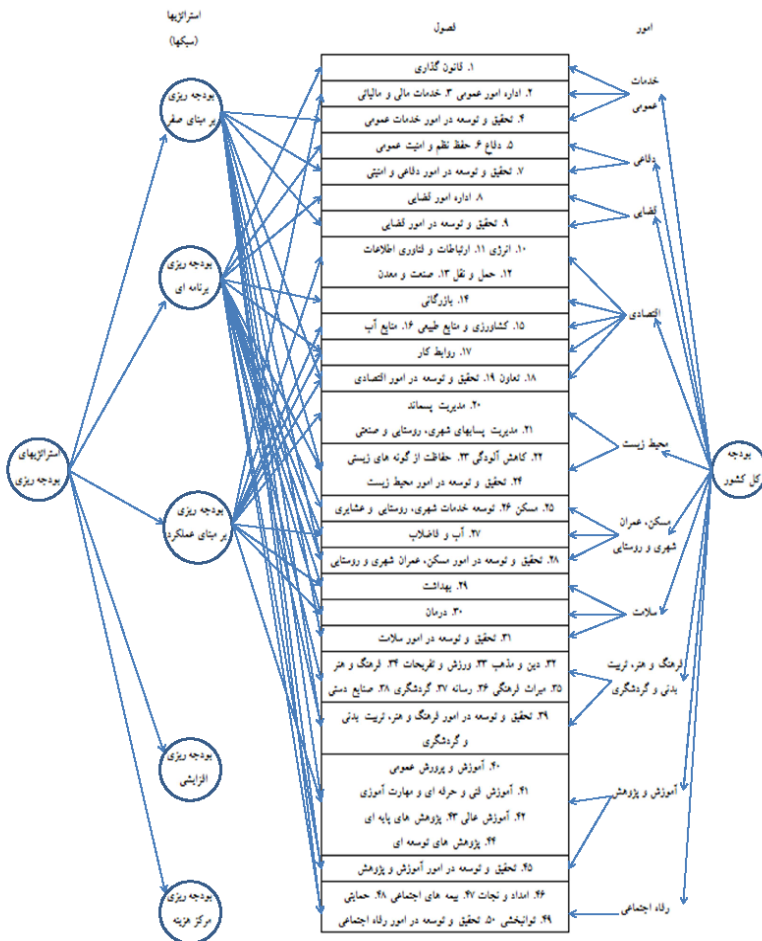 امور
فصول
استراتژیها
(سبکها)
بودجه
کل کشور
خدمات
عمومی
دفاعی
قضایی
اقتصادی
محیط زیست
مسکن، عمران
شهری و روستایی
سلامت
فرهنگ و هنر، تربیت
بدنی و گردشگری
آموزش و پژوهش
رفاه اجتماعی
۱. قانون گذاری
۲. اداره امور عمومی ۳. خدمات مالی و مالیاتی
۴. تحقیق و توسعه در امور خدمات عمومی
۵. دفاع ۶. حفظ نظم و امنیت عمومی
۷. تحقیق و توسعه در امور دفاعی و امنیتی
۸. اداره امور قضایی
۹. تحقیق و توسعه در امور قضایی
۱۰. انرژی ۱۱. ارتباطات و فناوری اطلاعات
۱۲. حمل و نقل ۱۳. صنعت و معدن
۱۴. بازرگانی
۱۵. کشاورزی و منابع طبیعی ۱۶. منابع آب
۱۷. روابط کار
۱۸. تعاون ۱۹. تحقیق و توسعه در امور اقتصادی
۲۰. مدیریت پسماند
۲۱. مدیریت پسابهای شهری، روستایی و صنعتی
۲۲. کاهش آلودگی ۲۳. حفاظت از گونه های زیستی
۲۴. تحقیق و توسعه در امور محیط زیست
۲۵. مسکن ۲۶. توسعه خدمات شهری، روستایی و عشایری
۲۷. آب و فاضلاب
۲۸. تحقیق و توسعه در امور مسکن، عمران شهری و روستایی
۲۹. بهداشت
۳۰. درمان
۳۱. تحقیق و توسعه در امور سلامت
۳۲. دین و مذهب ۳۳. ورزش و تفریحات ۳۴. فرهنگ و هنر
۳۵. میراث فرهنگی ۳۶. رسانه ۳۷. گردشگری ۳۸. صنایع دستی
۳۹. تحقیق و توسعه در امور فرهنگ و هنر، تربیت بدنی
و گردشگری
۴۰. آموزش و پرورش عمومی
۴۱. آموزش فنی و حرفه ای و مهارت آموزی
۴۲. آموزش عالی ۴۳. پژوهش های پایه ای
۴۴. پژوهش های توسعه ای
۴۵. تحقیق و توسعه در امور آموزش و پژوهش
۴۶. امداد و نجات ۴۷. بیمه های اجتماعی ۴۸. حمایتی
۴۹. توانبخشی ۵۰. تحقیق و توسعه در امور رفاه اجتماعی
بودجه ریزی
بر مبنای صفر
بودجه ریزی
برنامه ای
بودجه ریزی
بر مبنای عملکرد
بودجه ریزی
افزایشی
بودجه ریزی
مرکز هزینه
استراتژیهای
بودجه ریزی